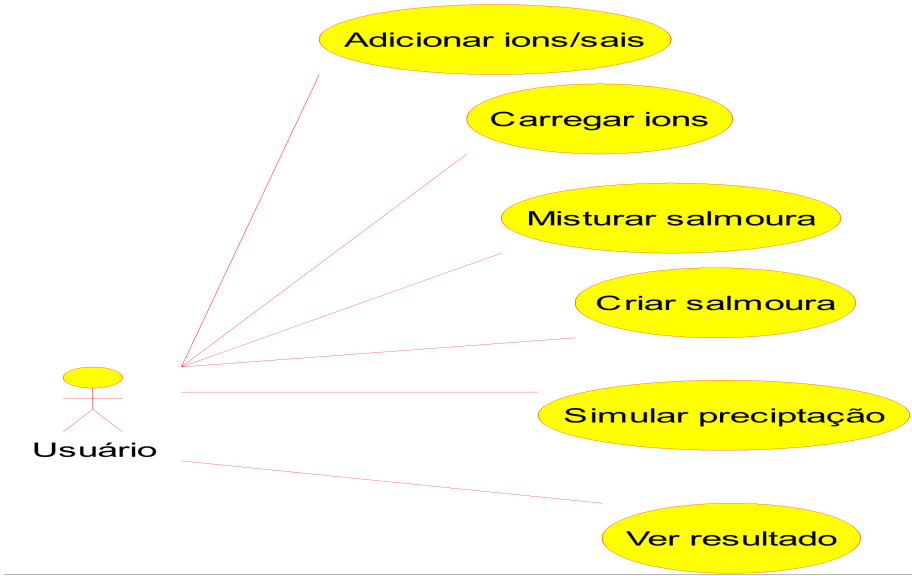 Adicionar ions/sais
Carregar ions
Misturar salmoura
Criar salmoura
Simular preciptação
Usuário
Ver resultado